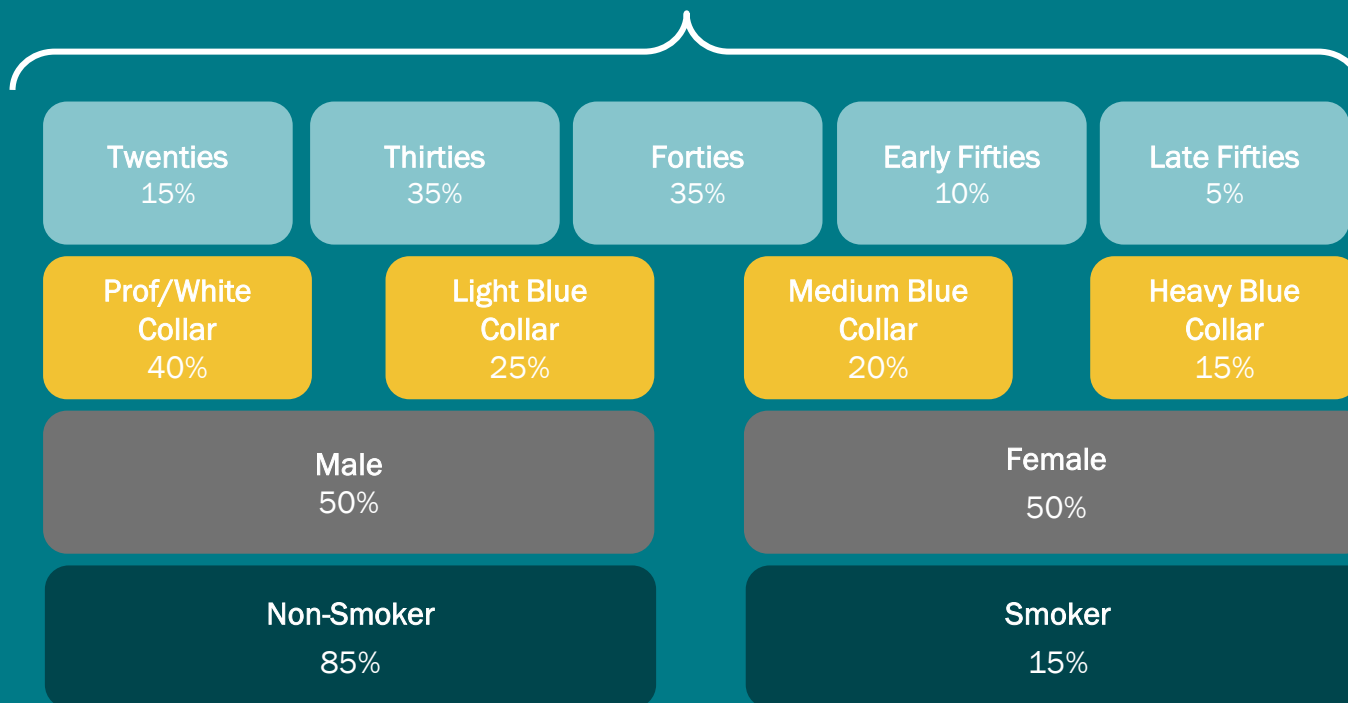 Twenties
15%
Thirties
35%
Forties
35%
Early Fifties
10%
Late Fifties
5%
Prof/White
Collar
40%
Light Blue
Collar
25%
Medium Blue
Collar
20%
Heavy Blue
Collar
15%
Male
50%
Female
50%
Non-Smoker
85%
Smoker
15%